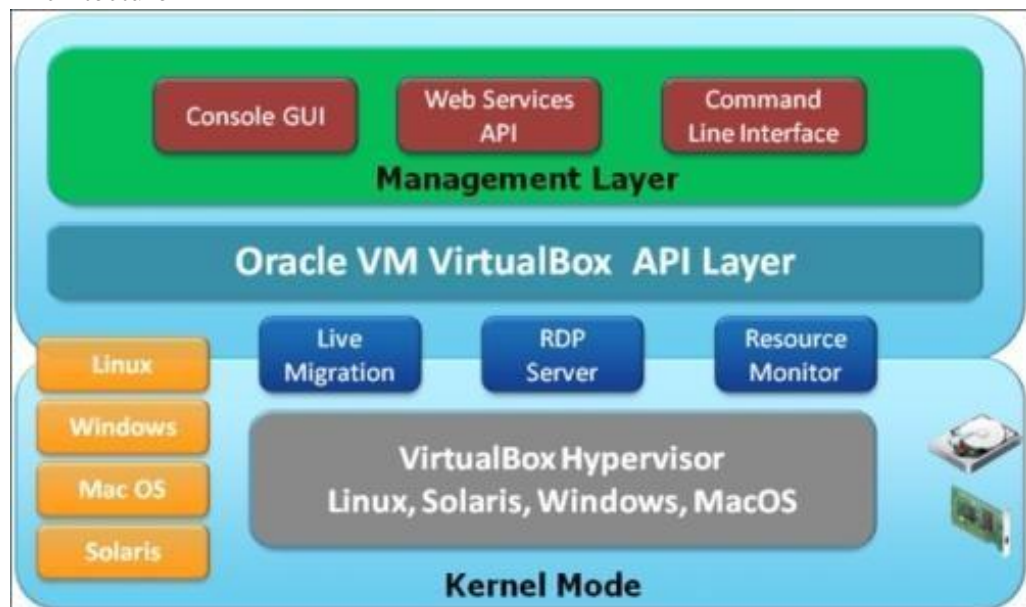 Console GUI
Web Services
API
Command
Line Interface
Management Layer
Oracle VM VirtualBox API Layer
Live
Migration
RDP
Server
Resource
Monitor
Linux
Windows
Mac OS
Solaris
VirtualBox Hypervisor
Linux, Solaris, Windows, MacOS
Kernel Mode